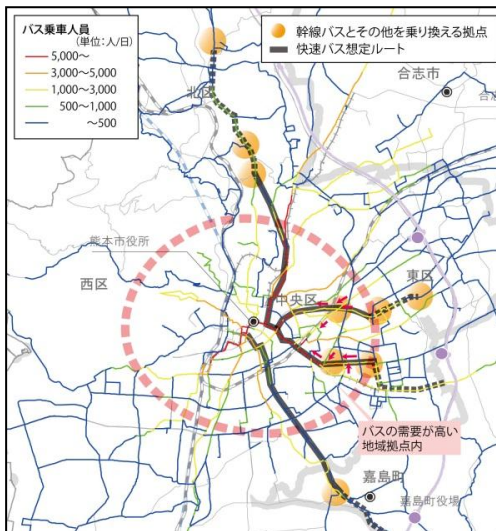 バス乗車人員
(単位:人/日)
5,000〜
3,000〜5,000
1,000〜3,000
500〜1,000
〜500
幹線バスとその他を乗り換える拠点
快速バス想定ルート
合志市
北区
熊本市役所
西区
中央区
東区
バスの需要が高い
地域拠点内
嘉島町
嘉島町役場